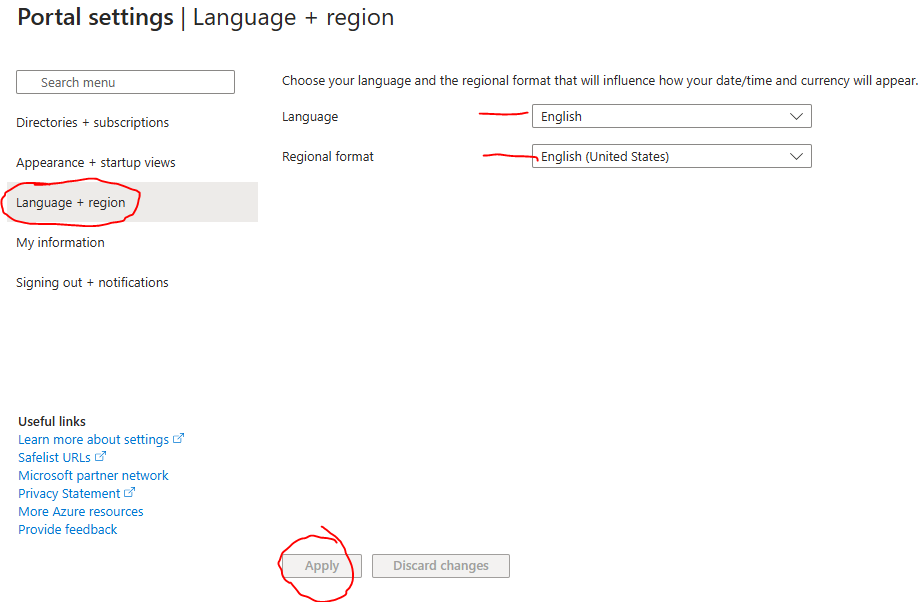 Portal settings | Language + region
Search menu
Directories + subscriptions
Appearance + startup views
Language + region
My information
Signing out + notifications
Useful links
Learn more about settings
Safelist URLs
Microsoft partner network
Privacy Statement
More Azure resources
Provide feedback
Choose your language and the regional format that will influence how your date/time and currency will appear.
Language
English
Regional format
English (United States)
Apply
Discard changes